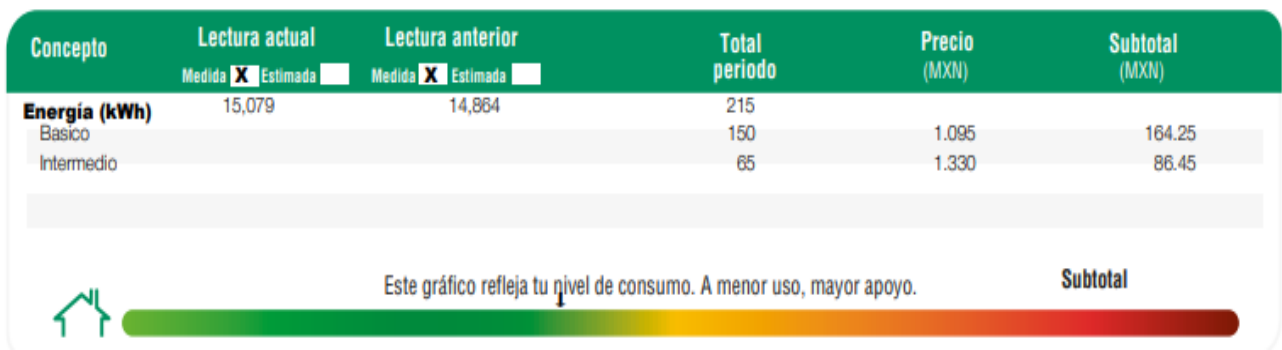 Concepto Lectura actual Lectura anterior Total periodo Precio (MXN) Subtotal (MXN)
Medida X Estimada Medida X Estimada
Energía (kWh) 15,079 14,864 215
Basico 150 1.095 164.25
Intermedio 65 1.330 86.45
Este gráfico refleja tu nivel de consumo. A menor uso, mayor apoyo. Subtotal